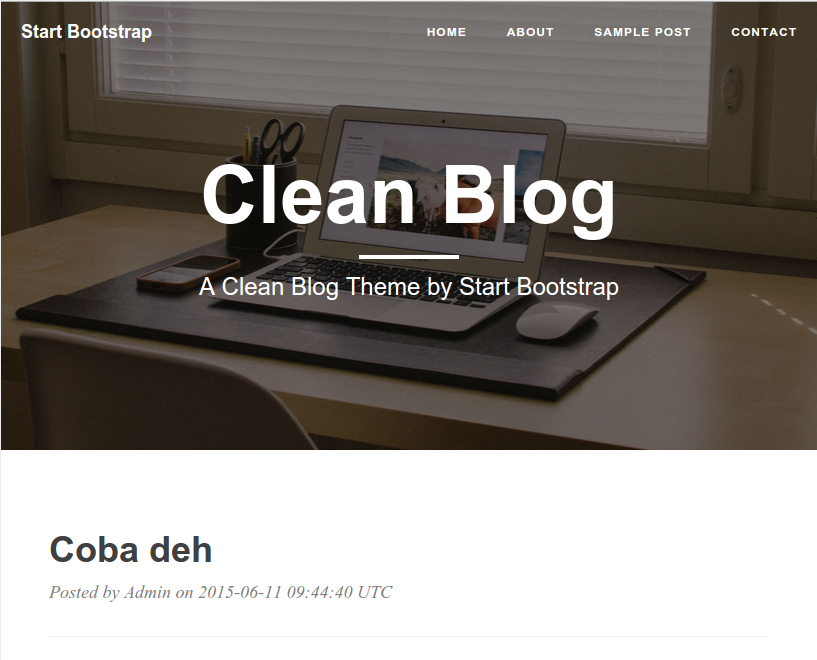 Start Bootstrap
HOME ABOUT SAMPLE POST CONTACT
Clean Blog
A Clean Blog Theme by Start Bootstrap
Coba deh
Posted by Admin on 2015-06-11 09:44:40 UTC